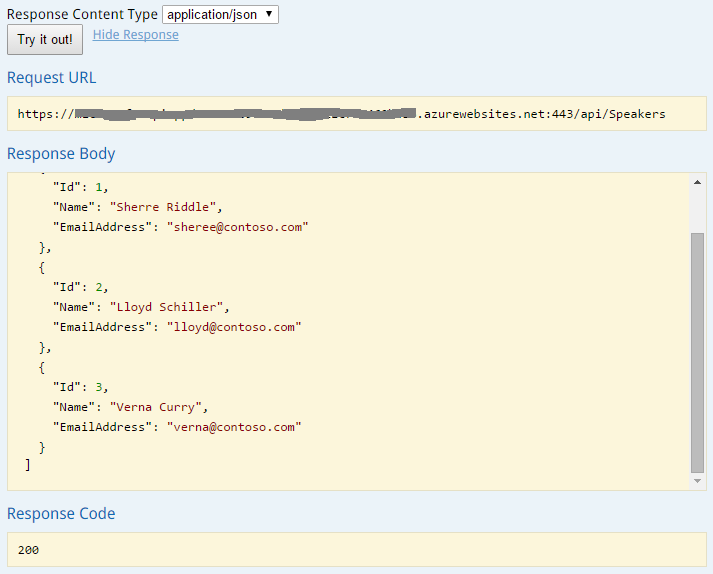 Response Content Type application/json
Try it out! Hide Response
Request URL
https:// .azurewebsites.net:443/api/Speakers
Response Body
"Id": 1,
"Name": "Sherre Riddle",
"EmailAddress": "sheree@contoso.com"
},
{
"Id": 2,
"Name": "Lloyd Schiller",
"EmailAddress": "lloyd@contoso.com"
},
{
"Id": 3,
"Name": "Verna Curry",
"EmailAddress": "verna@contoso.com"
}
]
Response Code
200